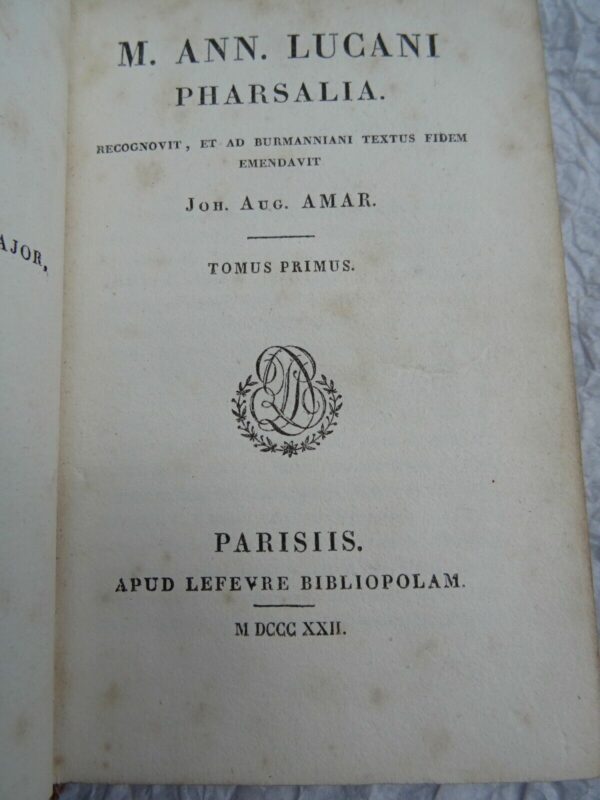 M. ANN. LUCANI
PHARSALIA.
RECOGNOVIT, ET AD BURMANNIANI TEXTUS FIDEM
EMENDAVIT
JOH. AUG. AMAR.
TOMUS PRIMUS.
PARISIIS.
APUD LEFEVRE BIBLIOPOLAM.
M DCCC XXII.
AJOR,